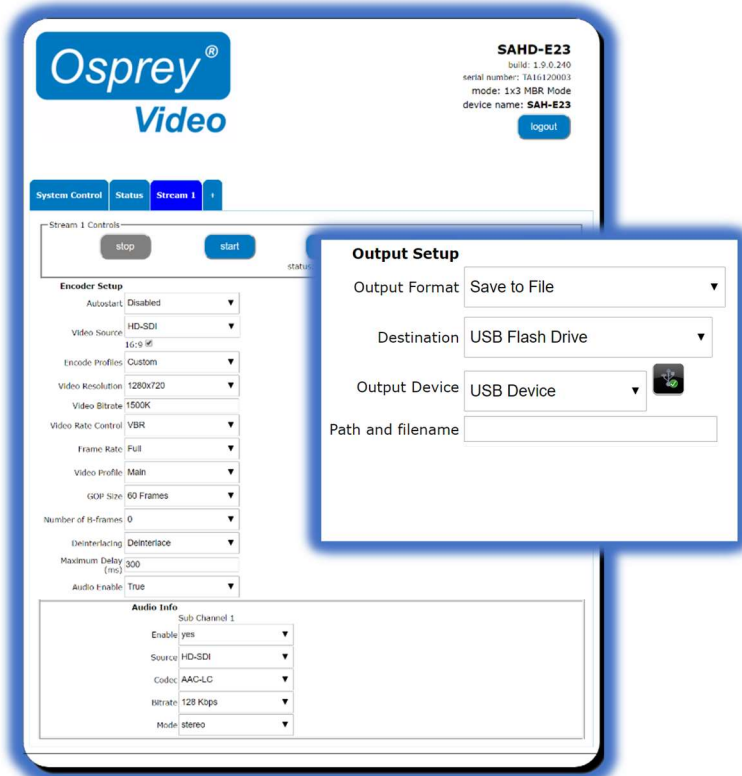 Osprey®
Video
SAHD-E23
build: 1.9.0.240
serial number: TA16120003
mode: 1x3 MBR Mode
device name: SAH-E23
logout
System Control
Status
Stream 1
+
Stream 1 Controls
stop
start
status
Encoder Setup
Autostart Disabled
Video Source HD-SDI
16:9
Encode Profiles Custom
Video Resolution 1280x720
Video Bitrate 1500K
Video Rate Control VBR
Frame Rate Full
Video Profile Main
GOP Size 60 Frames
Number of B-frames 0
Deinterlacing Deinterlace
Maximum Delay (ms) 300
Audio Enable True
Audio Info
Sub Channel 1
Enable yes
Source HD-SDI
Codec AAC-LC
Bitrate 128 Kbps
Mode stereo
Output Setup
Output Format Save to File
Destination USB Flash Drive
Output Device USB Device
Path and filename